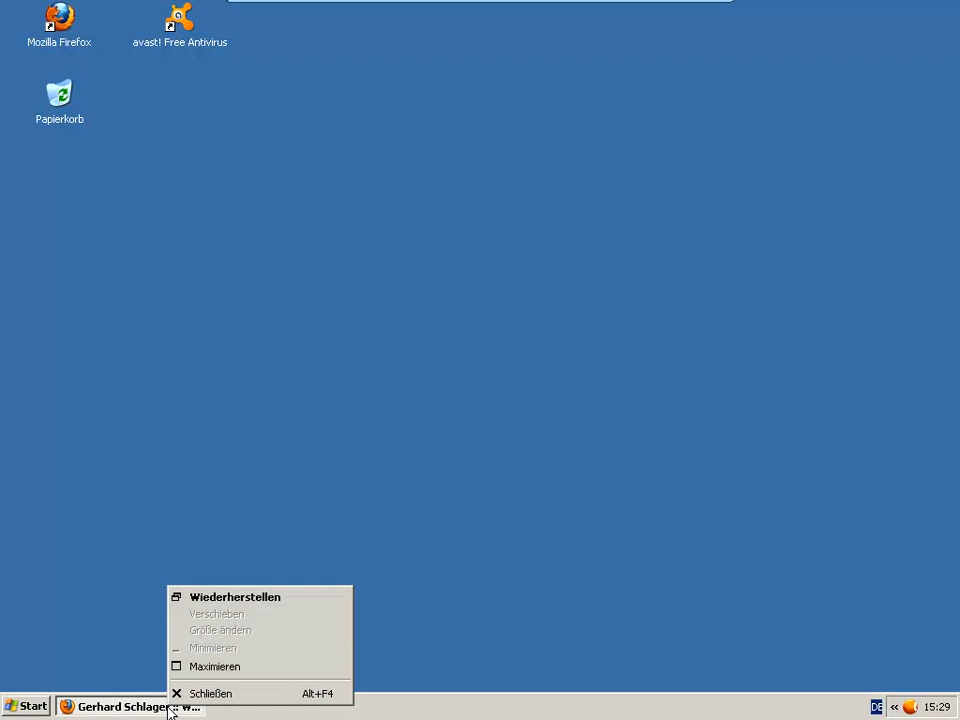 Mozilla Firefox
avast! Free Antivirus
Papierkorb
Wiederherstellen
Verschieben
Größe ändern
Minimieren
Maximieren
Schließen Alt+F4
Start
Gerhard Schlager :: W...
DE
«
15:29